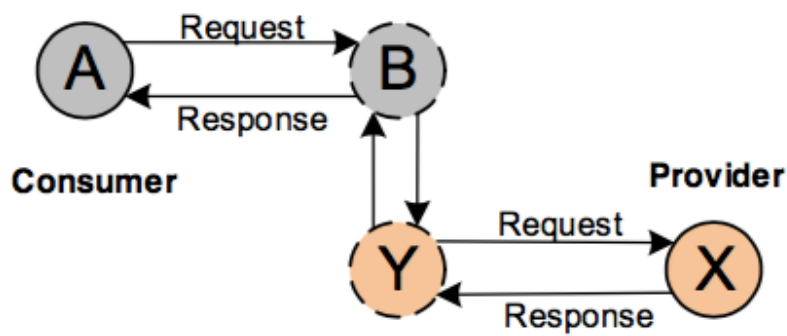 Request
A
B
Response
Consumer
Provider
Request
Y
X
Response